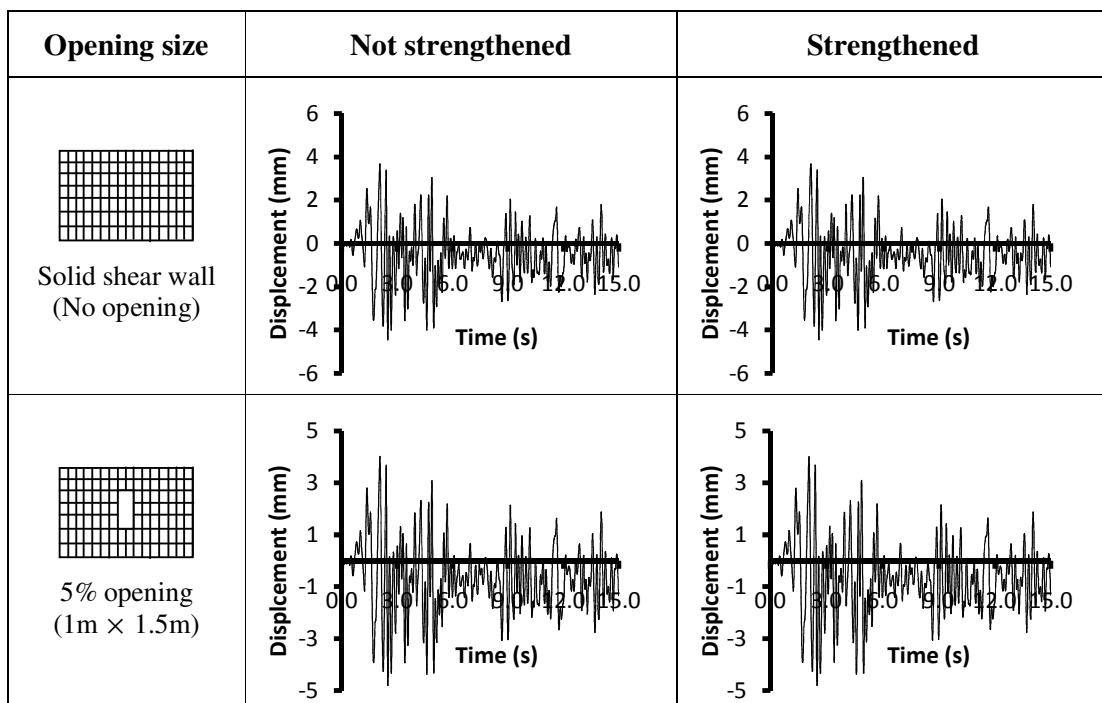 Opening size
Not strengthened
Strengthened
Solid shear wall
(No opening)
6
4
2
0
-2
-4
-6
0.0 3.0 6.0 9.0 12.0 15.0
Displcement (mm)
Time (s)
6
4
2
0
-2
-4
-6
0.0 3.0 6.0 9.0 12.0 15.0
Displcement (mm)
Time (s)
5% opening
(1m × 1.5m)
5
3
1
-1
-3
-5
0.0 3.0 6.0 9.0 12.0 15.0
Displcement (mm)
Time (s)
5
3
1
-1
-3
-5
0.0 3.0 6.0 9.0 12.0 15.0
Displcement (mm)
Time (s)